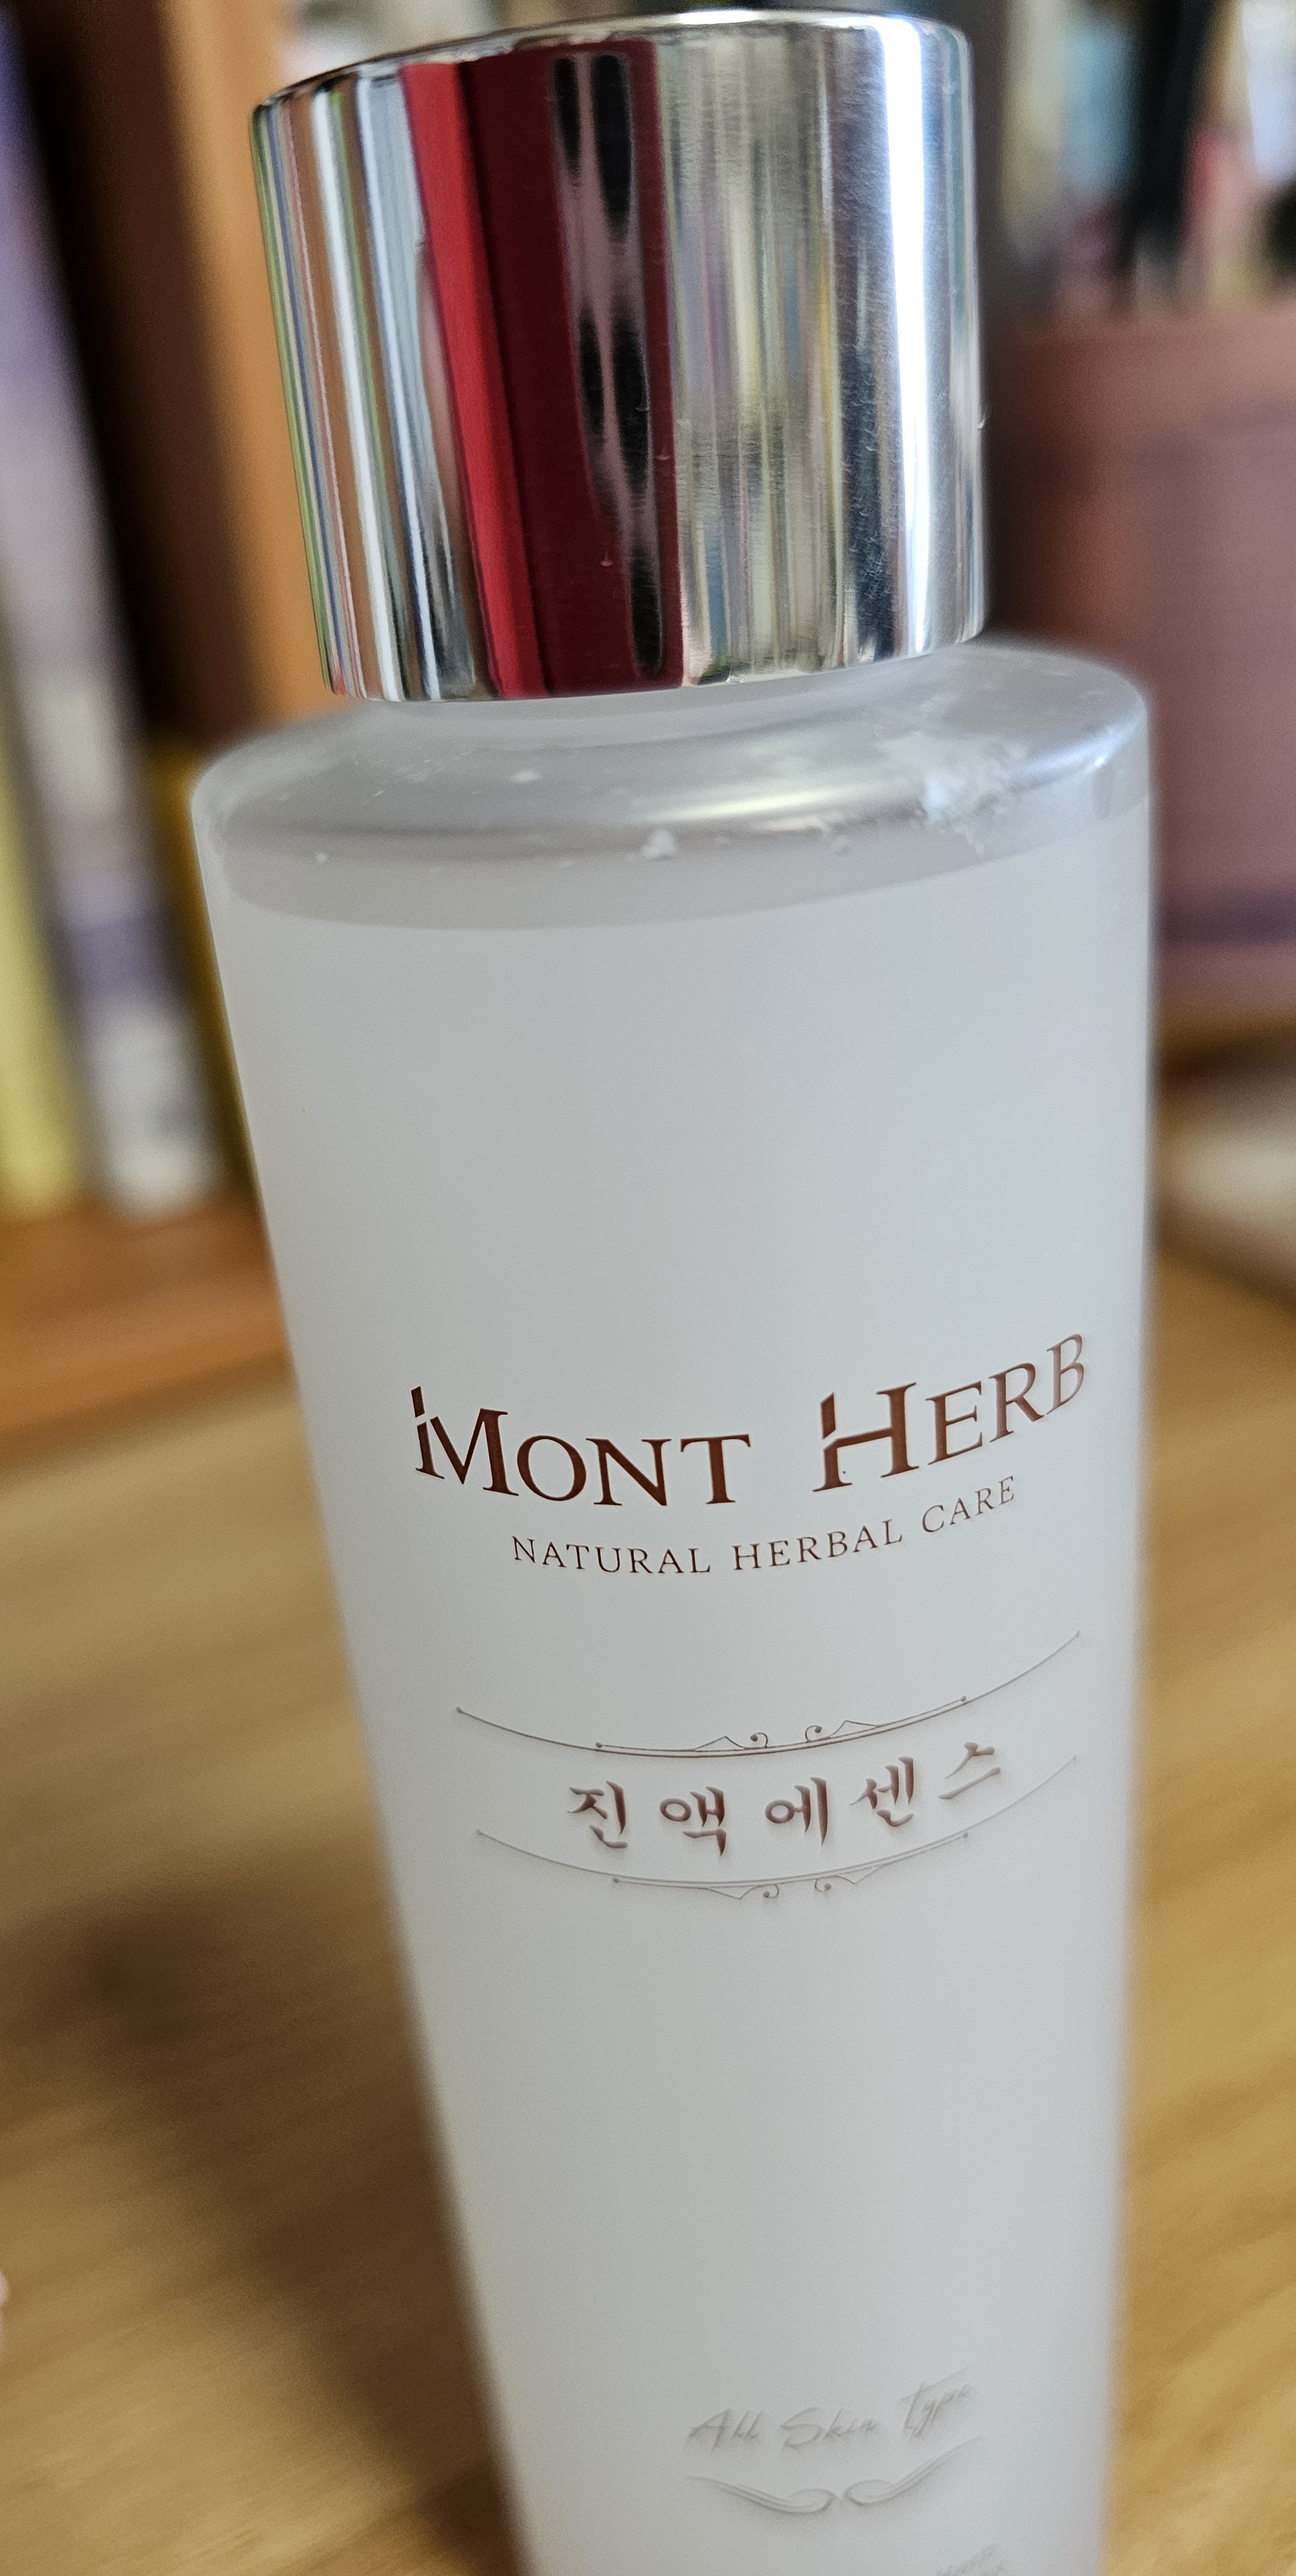 MONT HERB
NATURAL HERBAL CARE
진액에센스
All Skin Type